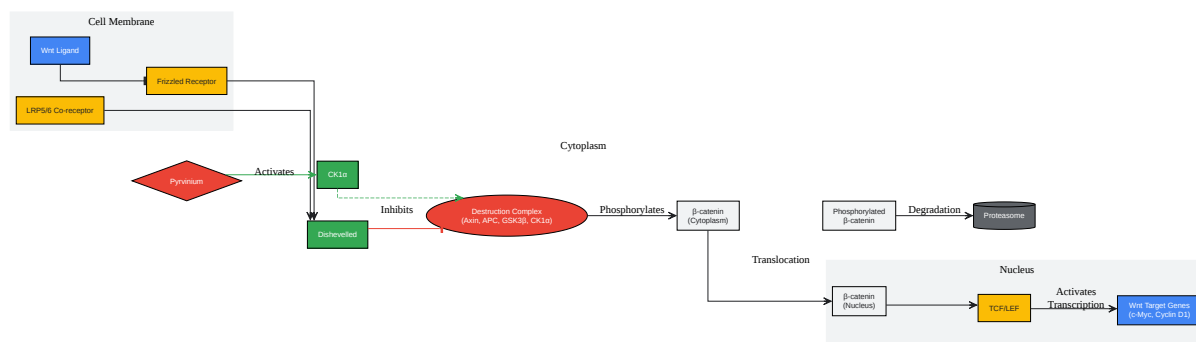 Cell Membrane
Wnt Ligand
Frizzled Receptor
LRP5/6 Co-receptor
Cytoplasm
Pyrvinium
Activates
CK1α
Inhibits
Dishevelled
Destruction Complex
(Axin, APC, GSK3β, CK1α)
Phosphorylates
β-catenin
(Cytoplasm)
Phosphorylated
β-catenin
Degradation
Proteasome
Translocation
Nucleus
β-catenin
(Nucleus)
TCF/LEF
Activates
Transcription
Wnt Target Genes
(c-Myc, Cyclin D1)